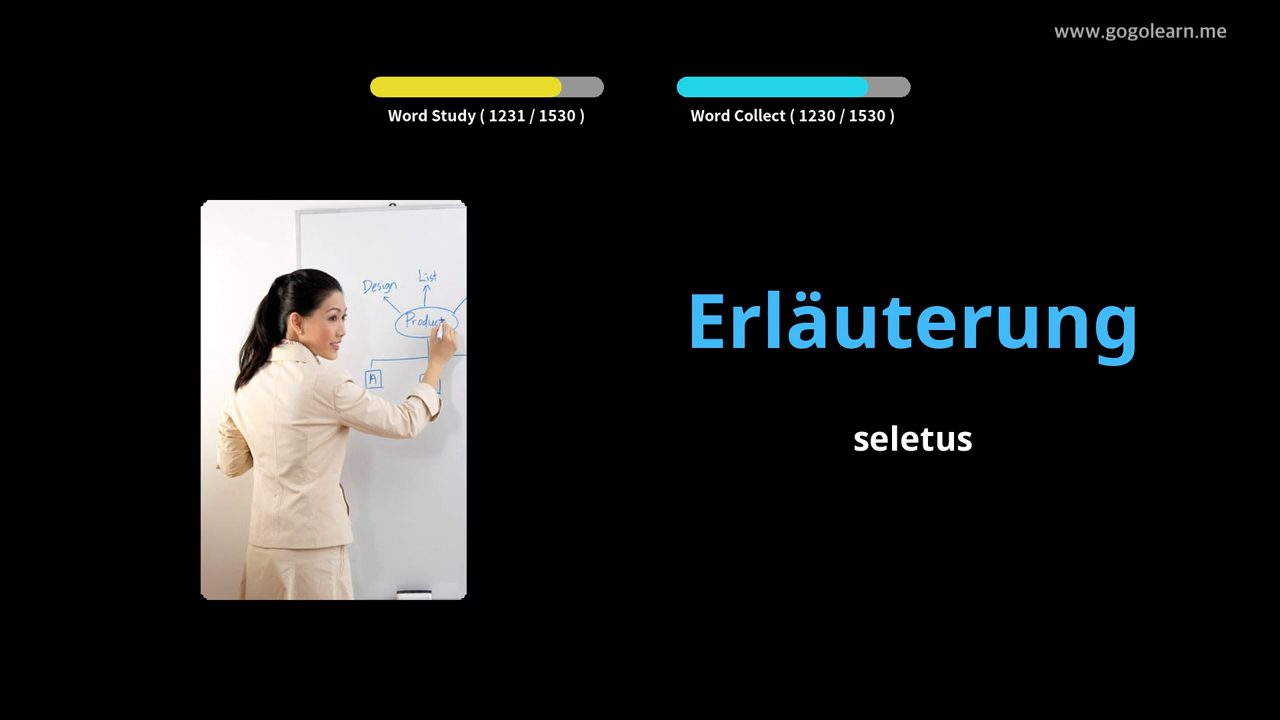 www.gogolearn.me
Word Study ( 1231 / 1530 )
Word Collect ( 1230 / 1530 )
Design
List
Product
A
Erläuterung
seletus